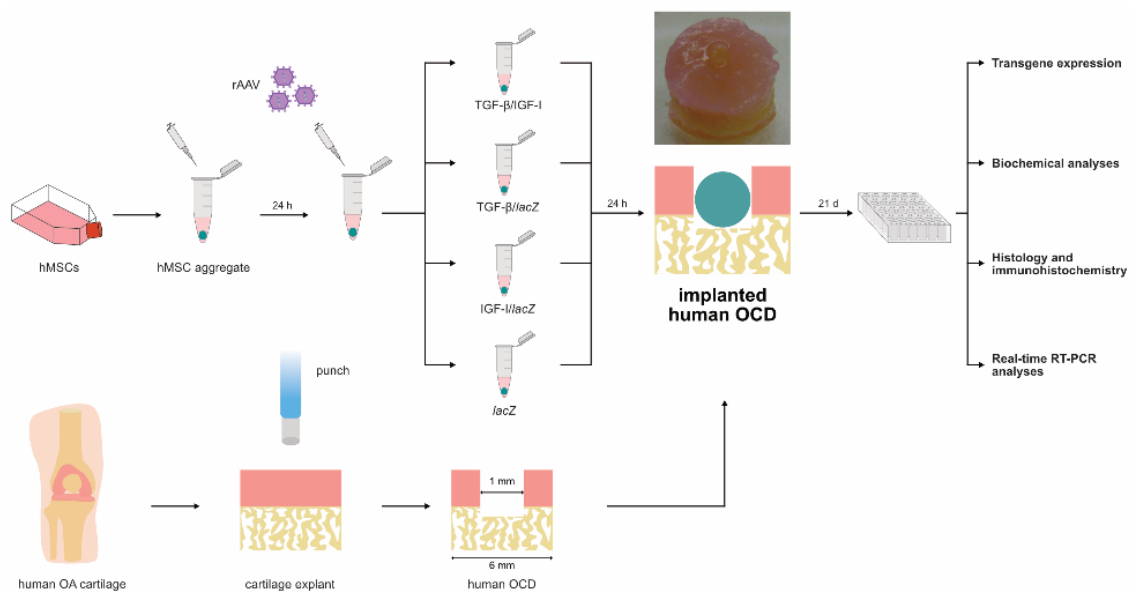 rAAV
TGF-β/IGF-I
TGF-β/lacZ
IGF-I/lacZ
lacZ
hMSCs
hMSC aggregate
24 h
24 h
21 d
implanted
human OCD
Transgene expression
Biochemical analyses
Histology and
immunohistochemistry
Real-time RT-PCR
analyses
punch
1 mm
6 mm
human OA cartilage
cartilage explant
human OCD